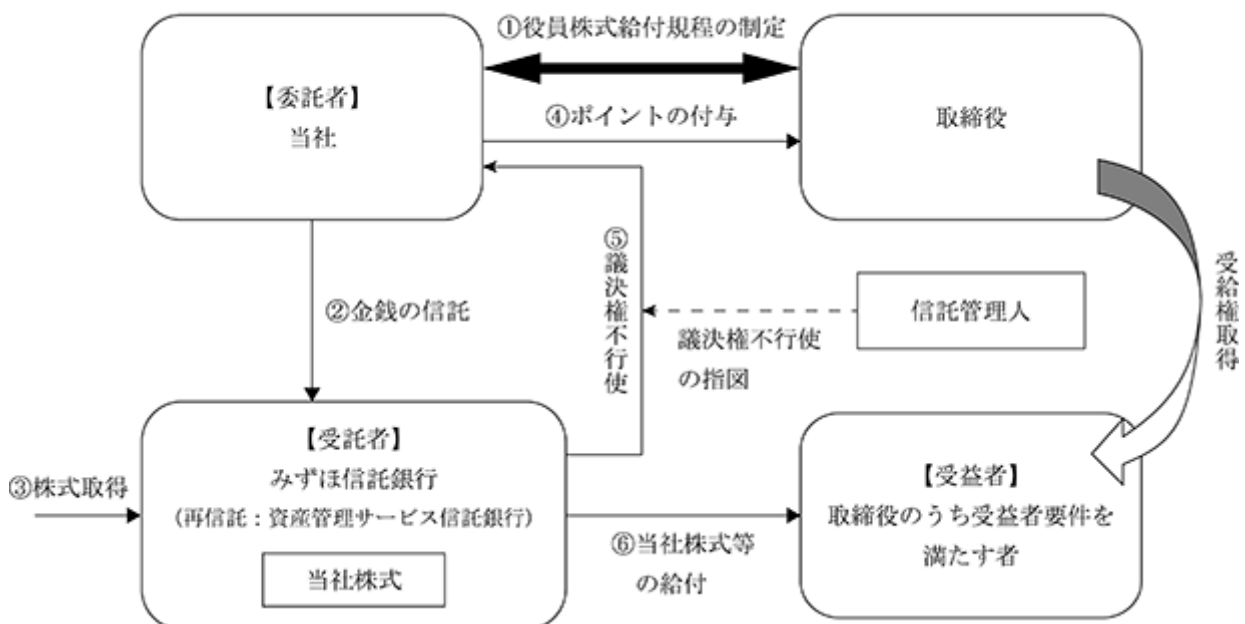 ①役員株式給付規程の制定
【委託者】
当社
④ポイントの付与
取締役
②金銭の信託
⑤議決権不行使
議決権不行使
の指図
信託管理人
受給権取得
③株式取得
【受託者】
みずほ信託銀行
(再信託：資産管理サービス信託銀行)
当社株式
⑥当社株式等
の給付
【受益者】
取締役のうち受益者要件を
満たす者